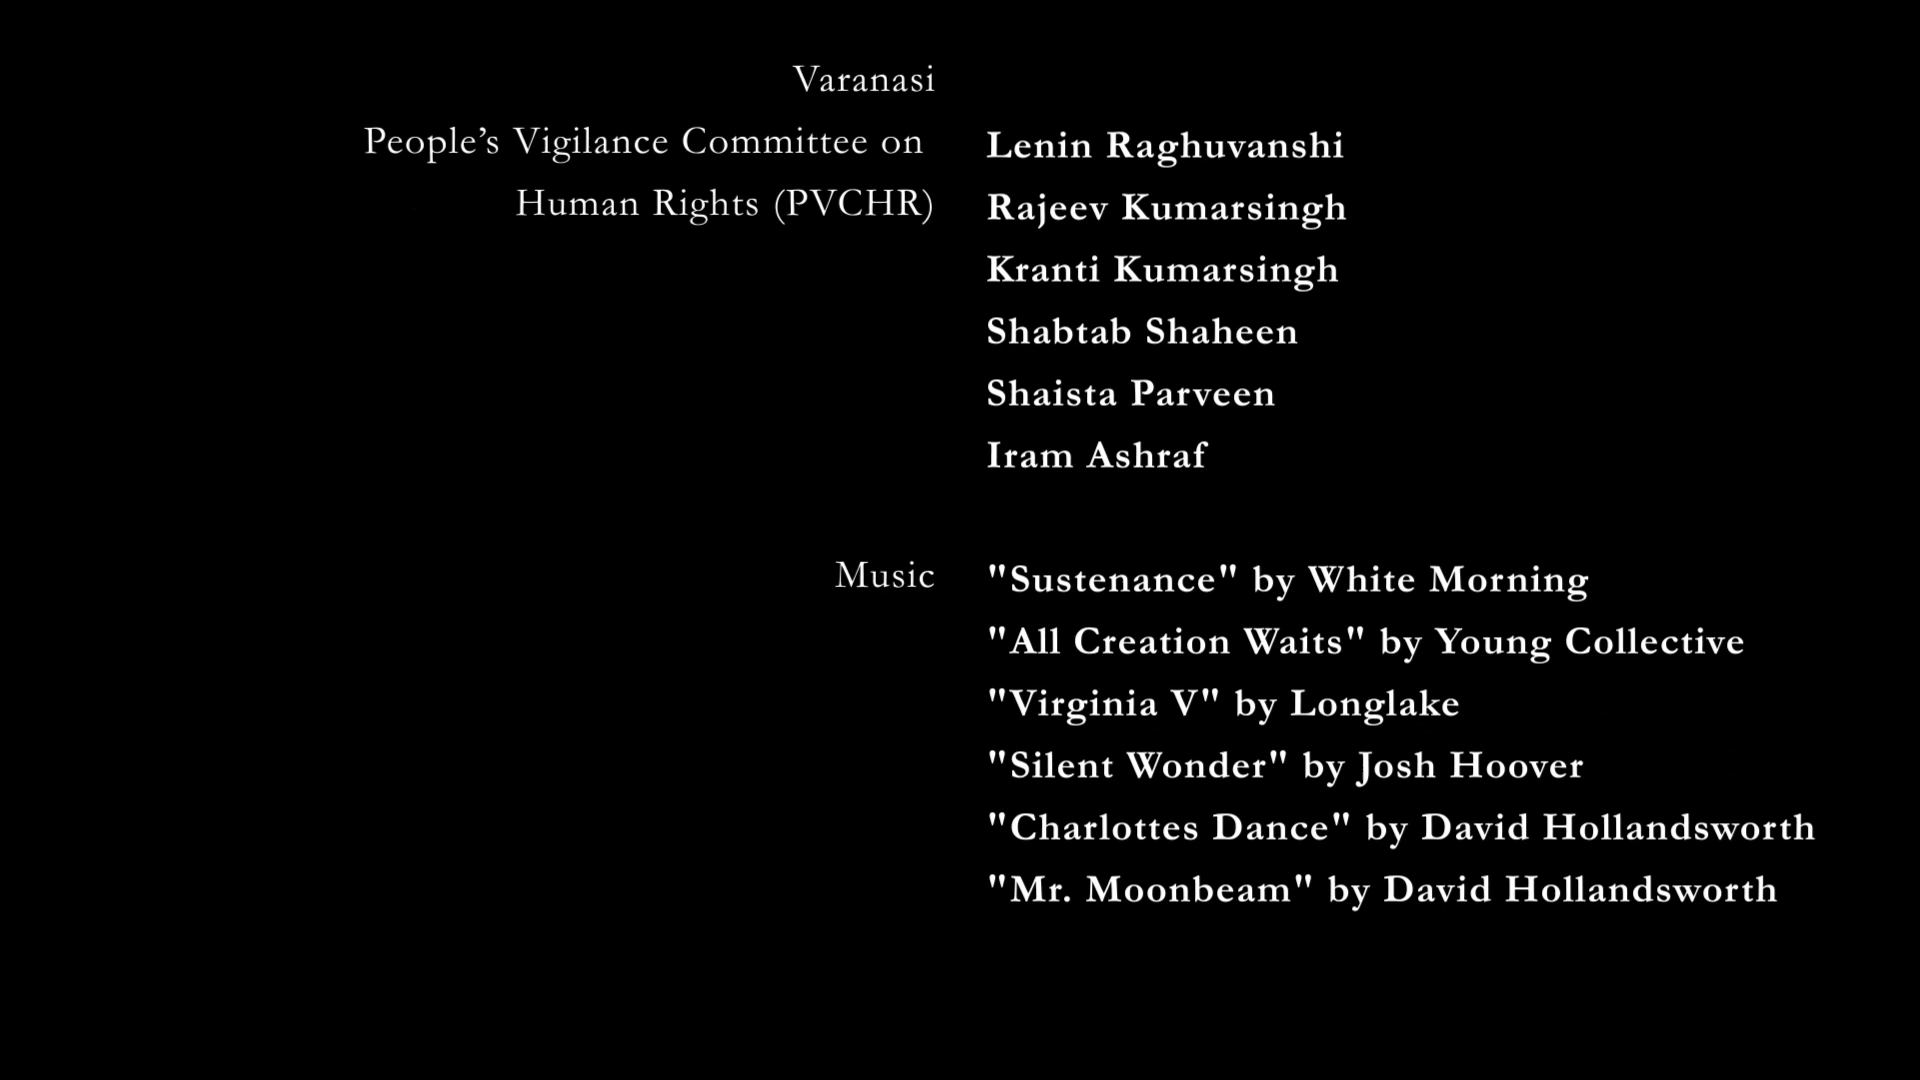 Varanasi
People’s Vigilance Committee on
Human Rights (PVCHR)
Lenin Raghuvanshi
Rajeev Kumarsingh
Kranti Kumarsingh
Shabtab Shaheen
Shaista Parveen
Iram Ashraf
Music
"Sustenance" by White Morning
"All Creation Waits" by Young Collective
"Virginia V" by Longlake
"Silent Wonder" by Josh Hoover
"Charlottes Dance" by David Hollandsworth
"Mr. Moonbeam" by David Hollandsworth